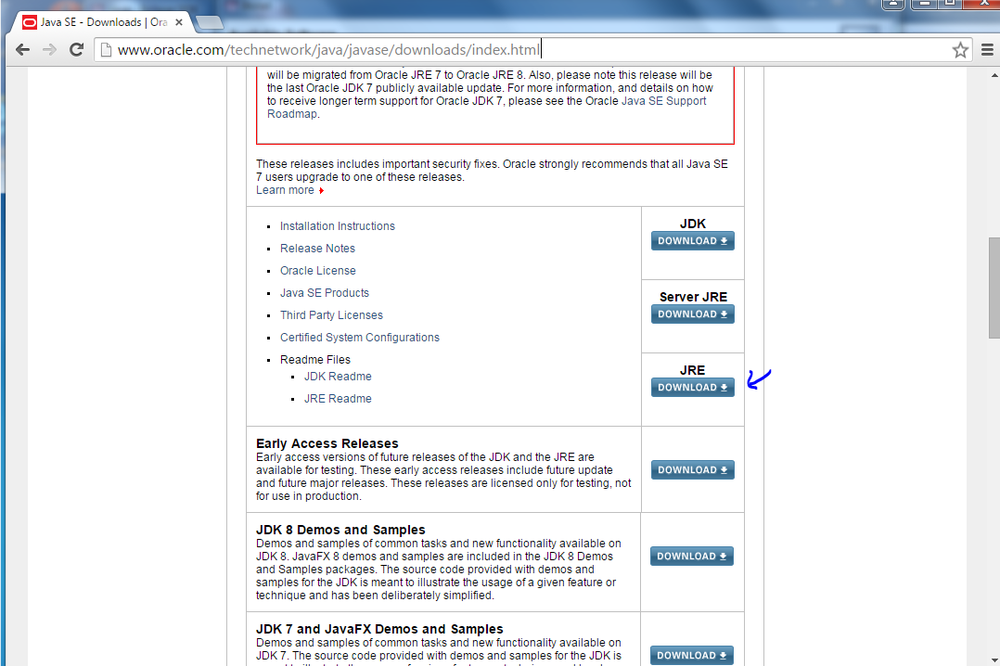 Java SE - Downloads | Ora
www.oracle.com/technetwork/java/javase/downloads/index.html
will be migrated from Oracle JRE 7 to Oracle JRE 8. Also, please note this release will be
the last Oracle JDK 7 publicly available update. For more information, and details on how
to receive longer term support for Oracle JDK 7, please see the Oracle Java SE Support
Roadmap.
These releases includes important security fixes. Oracle strongly recommends that all Java SE
7 users upgrade to one of these releases.
Learn more
Installation Instructions
Release Notes
Oracle License
Java SE Products
Third Party Licenses
Certified System Configurations
Readme Files
JDK Readme
JRE Readme
JDK
DOWNLOAD
Server JRE
DOWNLOAD
JRE
DOWNLOAD
Early Access Releases
Early access versions of future releases of the JDK and the JRE are
available for testing. These early access releases include future update
and future major releases. These releases are licensed only for testing, not
for use in production.
DOWNLOAD
JDK 8 Demos and Samples
Demos and samples of common tasks and new functionality available on
JDK 8. JavaFX 8 demos and samples are included in the JDK 8 Demos
and Samples packages. The source code provided with demos and
samples for the JDK is meant to illustrate the usage of a given feature or
technique and has been deliberately simplified.
DOWNLOAD
JDK 7 and JavaFX Demos and Samples
Demos and samples of common tasks and new functionality available on
JDK 7. The source code provided with demos and samples for the JDK is
DOWNLOAD